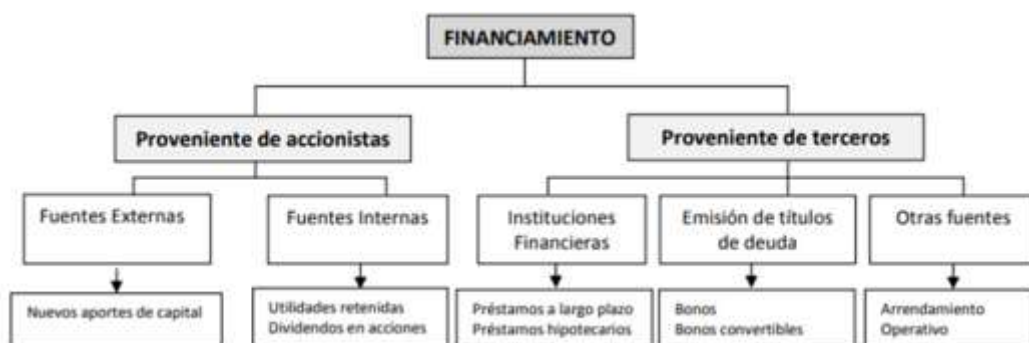 FINANCIAMIENTO
Proveniente de accionistas
Proveniente de terceros
Fuentes Externas
Fuentes Internas
Instituciones
Financieras
Emisión de títulos
de deuda
Otras fuentes
Nuevos aportes de capital
Utilidades retenidas
Dividendos en acciones
Préstamos a largo plazo
Préstamos hipotecarios
Bonos
Bonos convertibles
Arrendamiento
Operativo